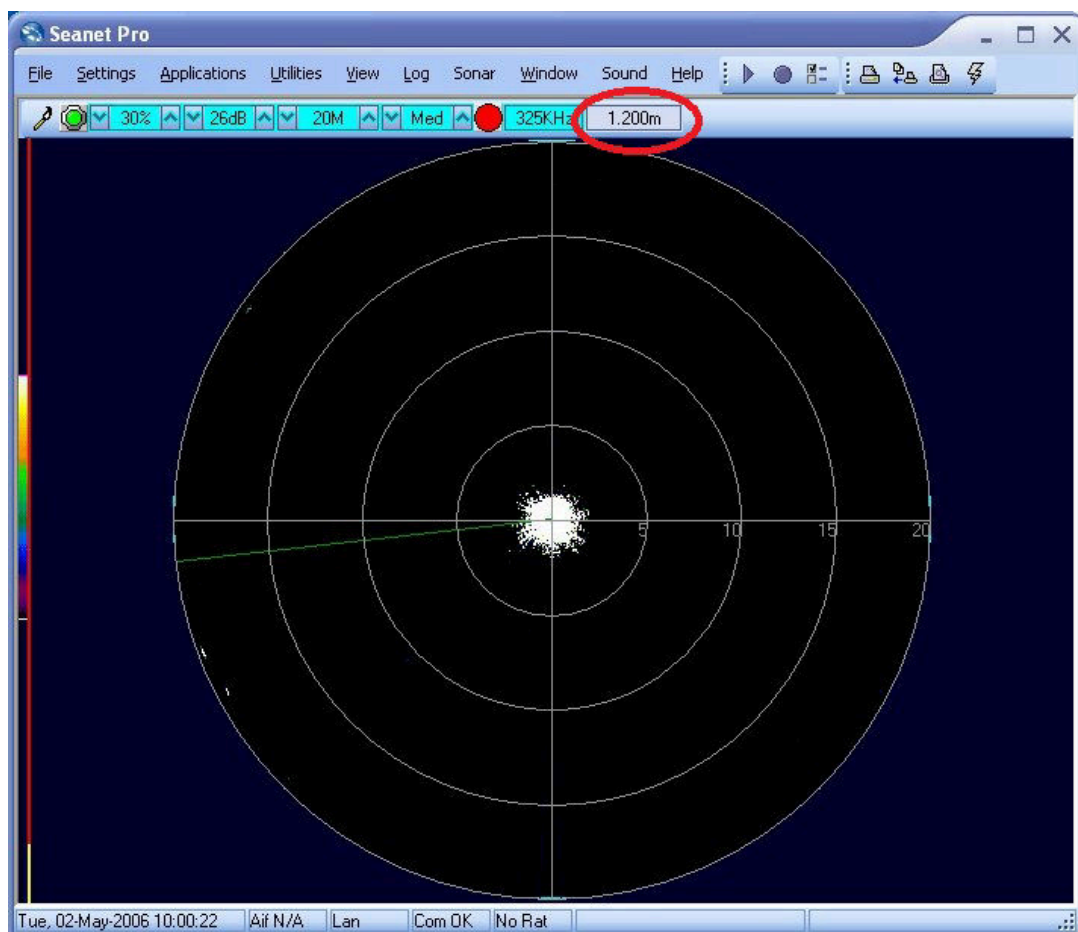 Seanet Pro
File Settings Applications Utilities View Log Sonar Window Sound Help
30% 26dB 20M Med 325KHz 1.200m
5 10 15 20
Tue, 02-May-2006 10:00:22 Aif N/A Lan Com OK No Rat